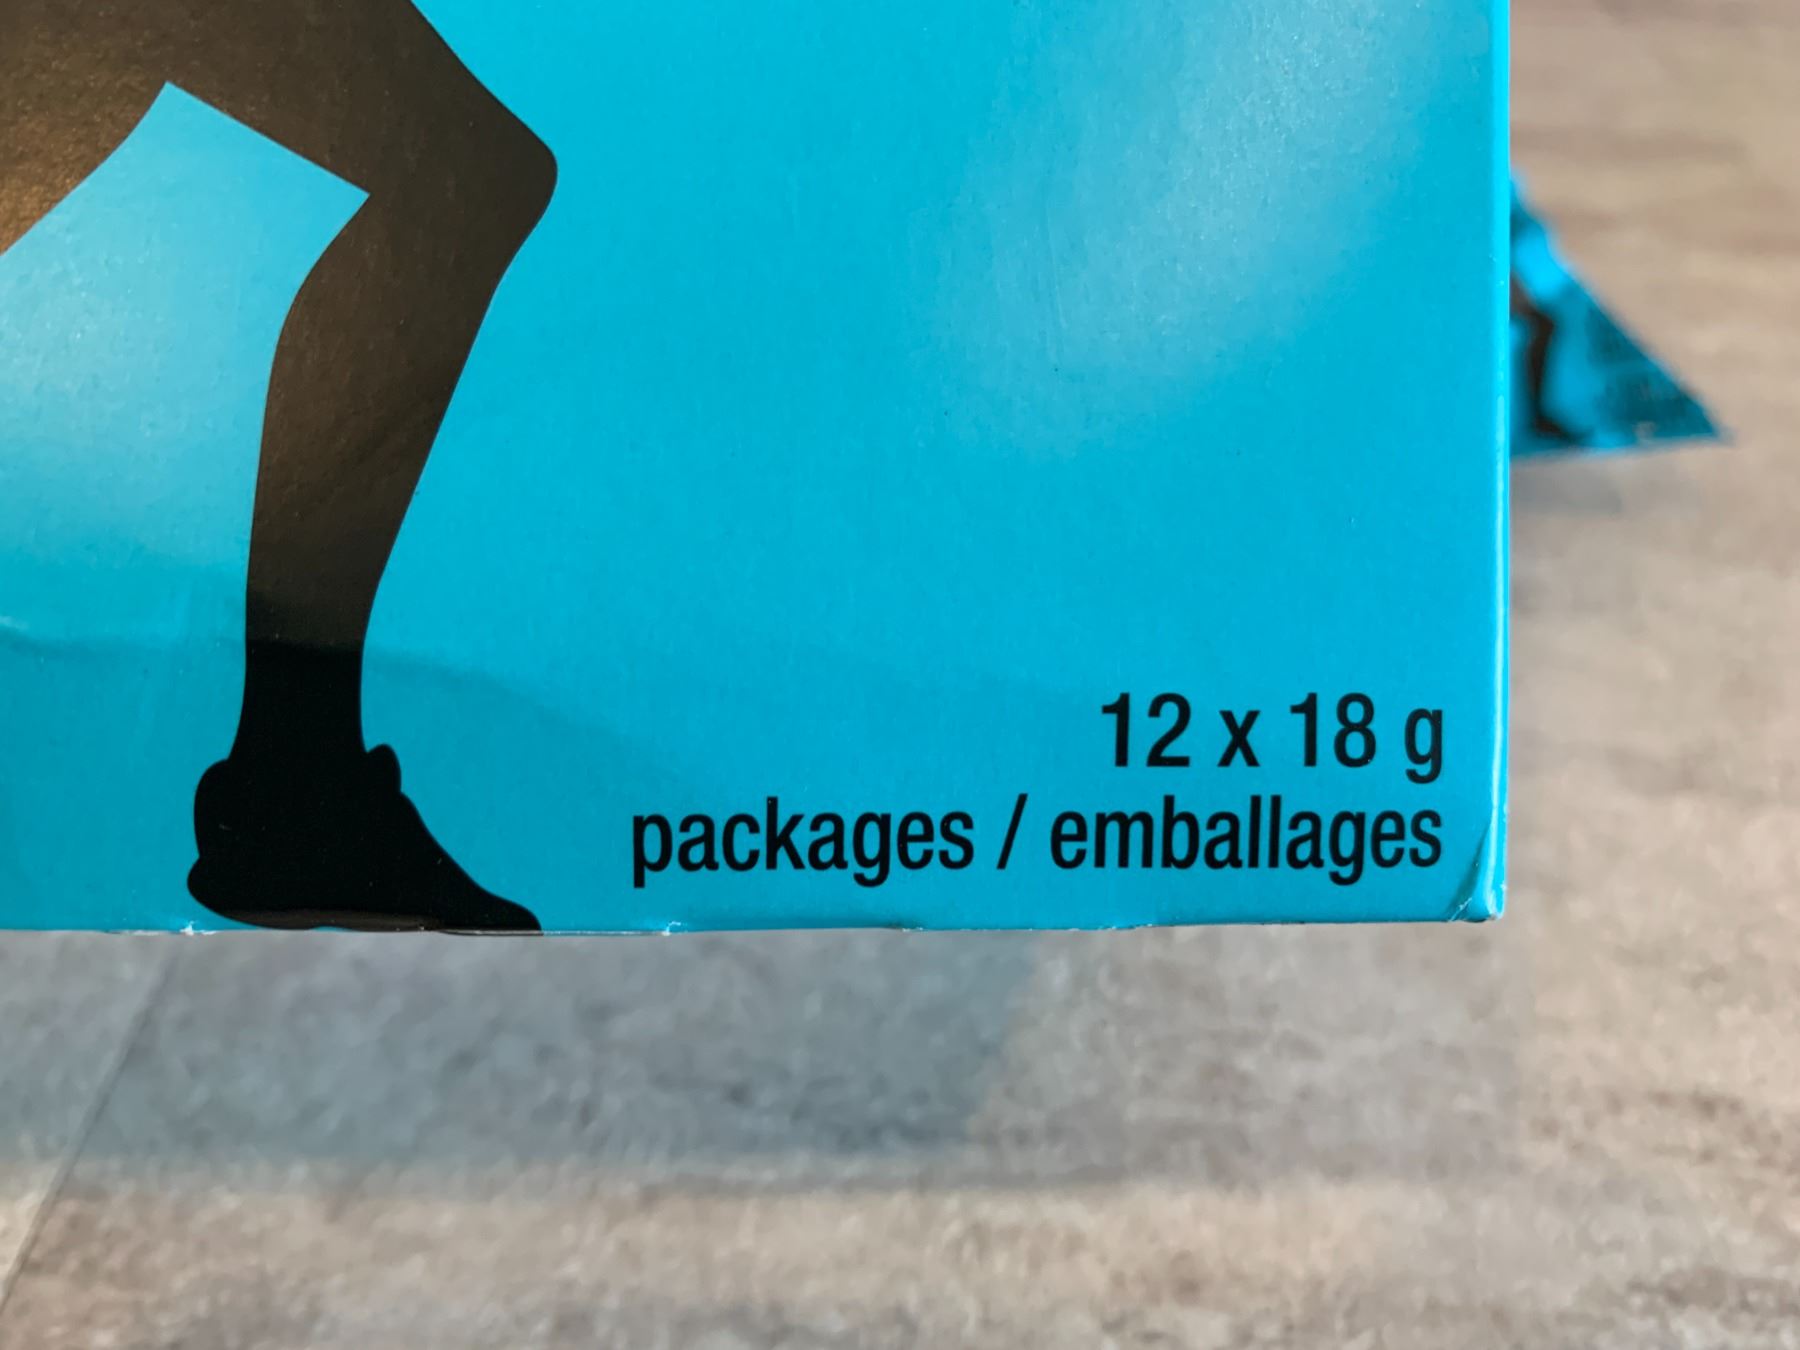 12 x 18 g
packages / emballages